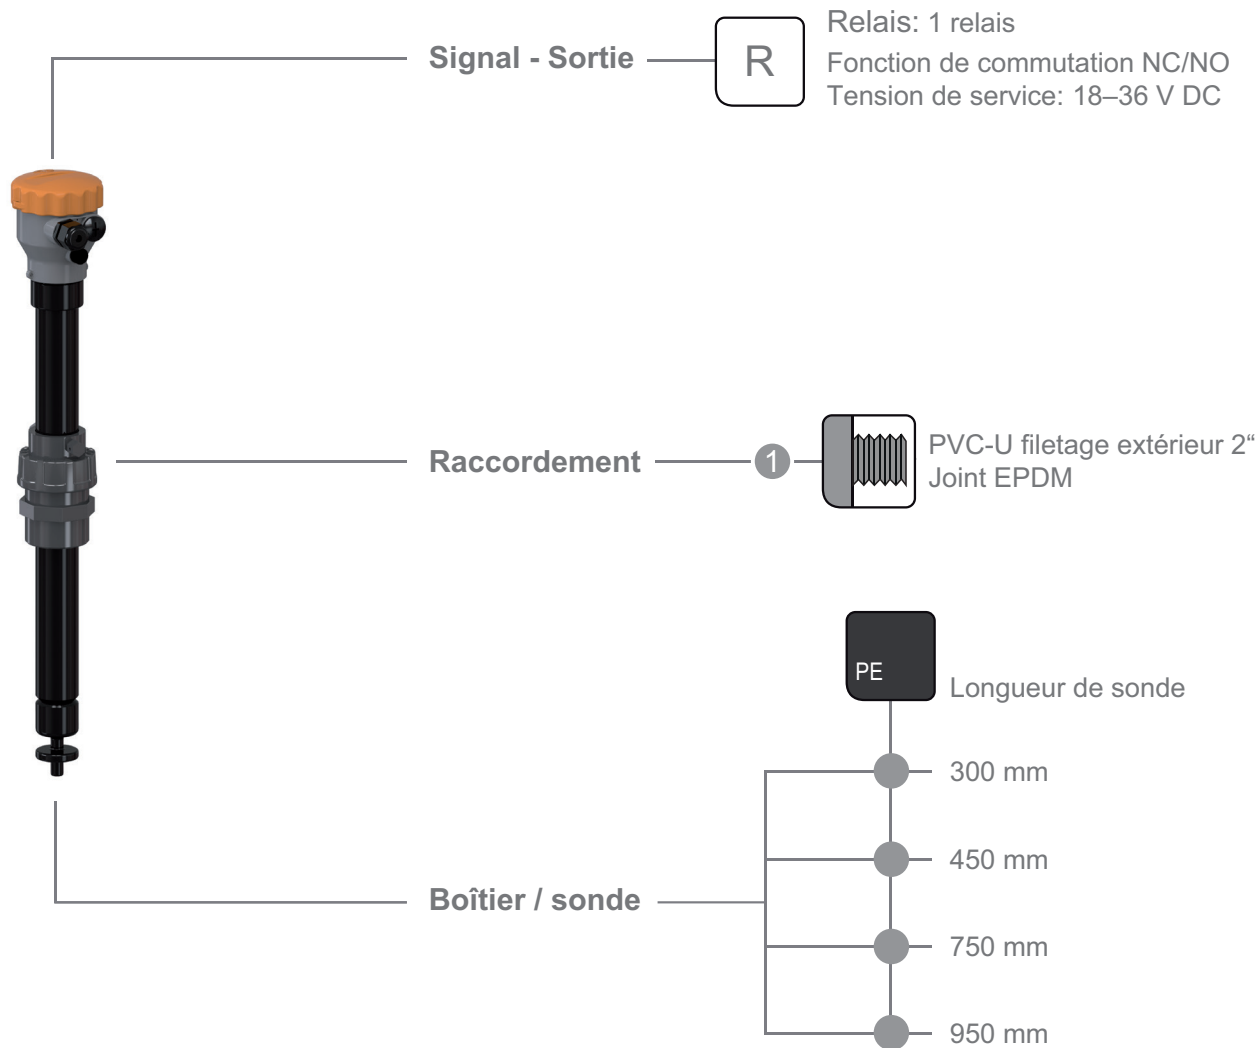 Signal - Sortie
R
Relais: 1 relais
Fonction de commutation NC/NO
Tension de service: 18–36 V DC
Raccordement
1
PVC-U filetage extérieur 2“
Joint EPDM
PE
Longueur de sonde
300 mm
450 mm
Boîtier / sonde
750 mm
950 mm